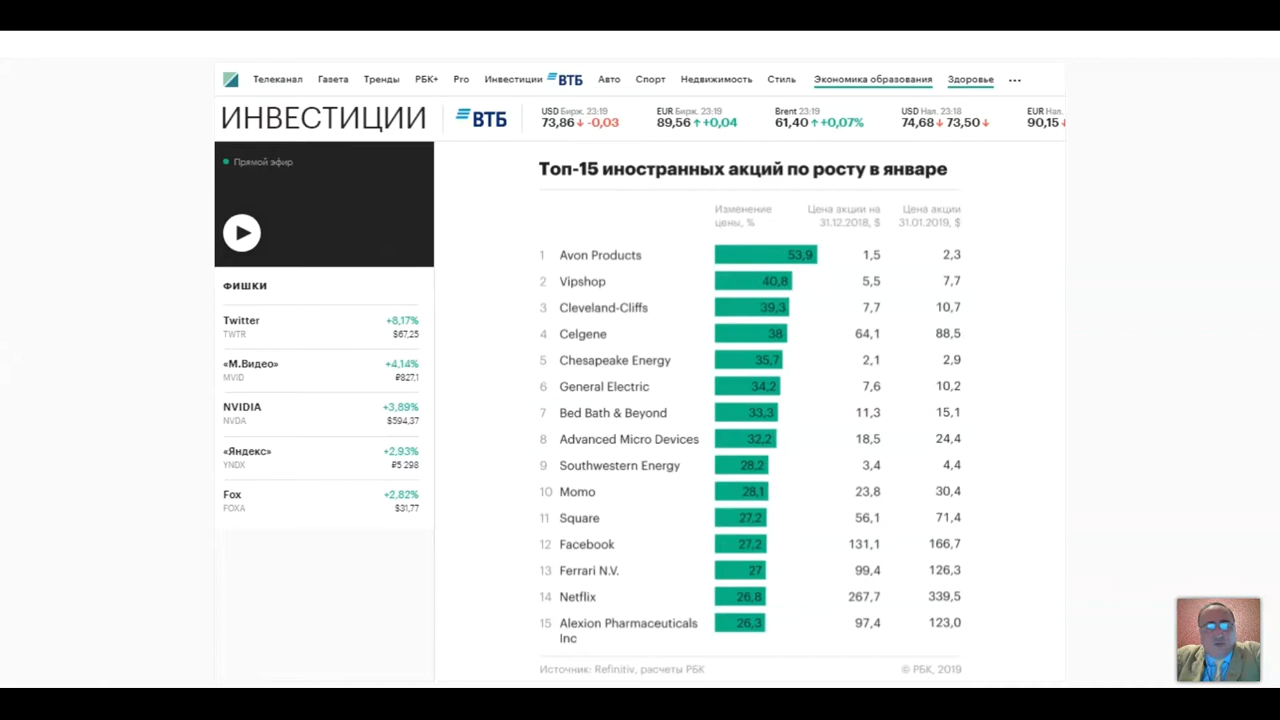 Телеканал Газета Тренды РБК+ Pro Инвестиции ВТБ Авто Спорт Недвижимость Стиль Экономика образования Здоровье ...
ИНВЕСТИЦИИ ВТБ
USD Бирж. 23:19 EUR Бирж. 23:19 Brent 23:19 USD Нал. 23:18 EUR Нал.
73,86↓ -0,03 89,56↑ +0,04 61,40↑ +0,07% 74,68↓ 73,50↓ 90,15↓
Прямой эфир
ФИШКИ
Twitter +8,17%
TWTR $67,25
«М.Видео» +4,14%
MVID ₽827,1
NVIDIA +3,89%
NVDA $594,37
«Яндекс» +2,93%
YNDX ₽5 298
Fox +2,82%
FOXA $31,77
Топ-15 иностранных акций по росту в январе
Изменение Цена акции на Цена акции
цены, % 31.12.2018, $ 31.01.2019, $
1 Avon Products 53,9 1,5 2,3
2 Vipshop 40,8 5,5 7,7
3 Cleveland-Cliffs 39,3 7,7 10,7
4 Celgene 38 64,1 88,5
5 Chesapeake Energy 35,7 2,1 2,9
6 General Electric 34,2 7,6 10,2
7 Bed Bath & Beyond 33,3 11,3 15,1
8 Advanced Micro Devices 32,2 18,5 24,4
9 Southwestern Energy 28,2 3,4 4,4
10 Momo 28,1 23,8 30,4
11 Square 27,2 56,1 71,4
12 Facebook 27,2 131,1 166,7
13 Ferrari N.V. 27 99,4 126,3
14 Netflix 26,8 267,7 339,5
15 Alexion Pharmaceuticals 26,3 97,4 123,0
Inc
Источник: Refinitiv, расчеты РБК © РБК, 2019